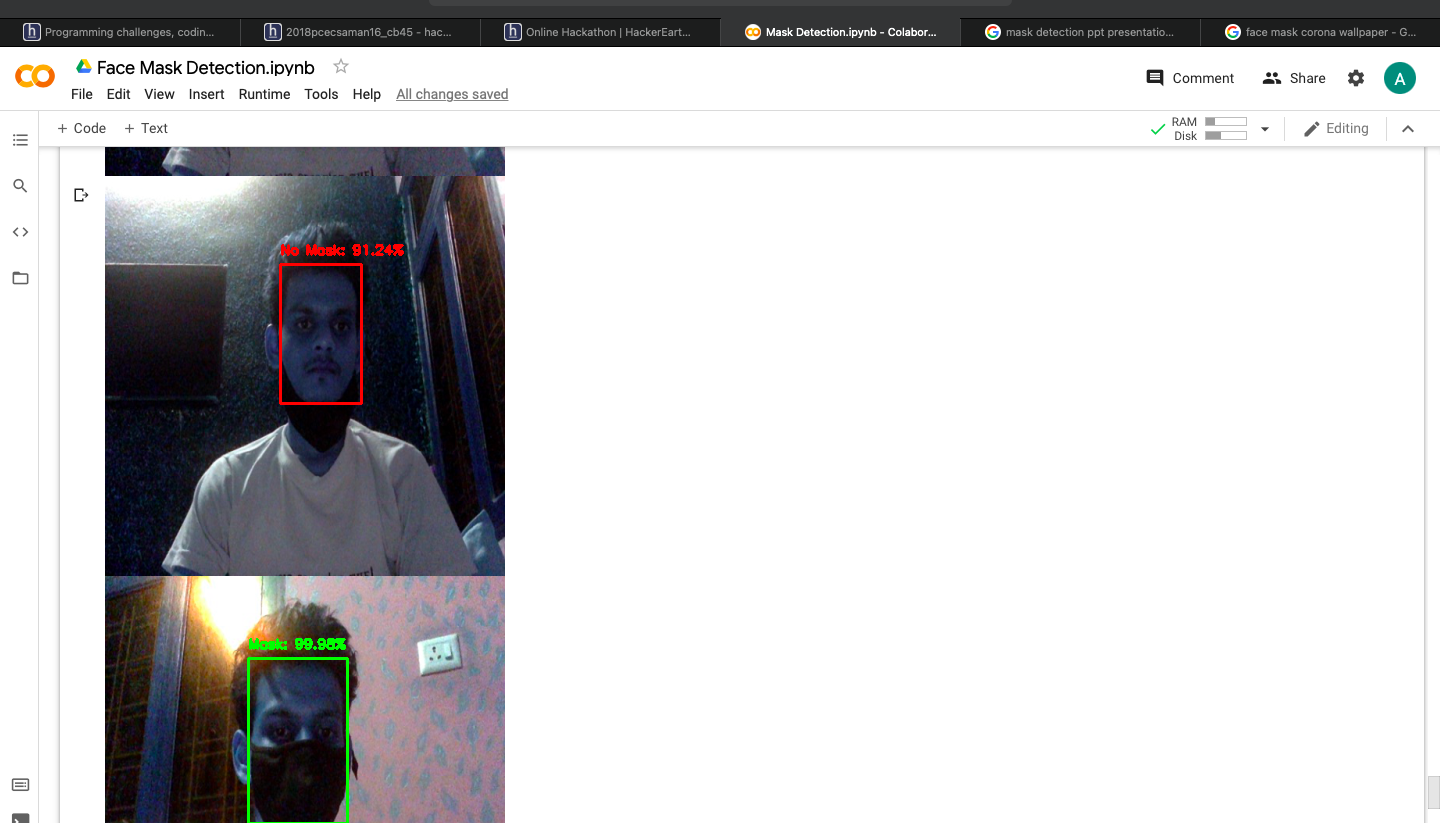 Programming challenges, codin...
2018pcecsaman16_cb45 - hac...
Online Hackathon | HackerEart...
Mask Detection.ipynb - Colabor...
mask detection ppt presentatio...
face mask corona wallpaper - G...
Face Mask Detection.ipynb
Comment
Share
A
File Edit View Insert Runtime Tools Help All changes saved
+ Code + Text
RAM
Disk
Editing
No Mask: 91.24%
Mask: 99.98%